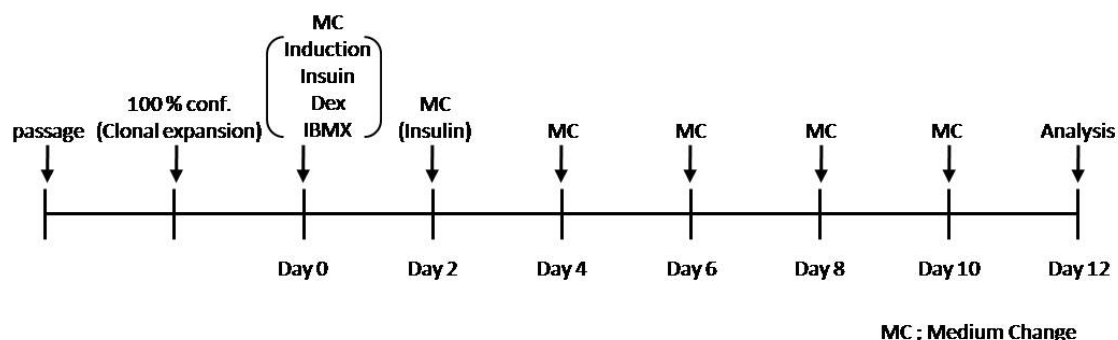 MC
Induction
Insuin
Dex
IBMX
100 % conf.
(Clonal expansion)
passage
MC
(Insulin)
MC
MC
MC
MC
Analysis
Day 0
Day 2
Day 4
Day 6
Day 8
Day 10
Day 12
MC ; Medium Change